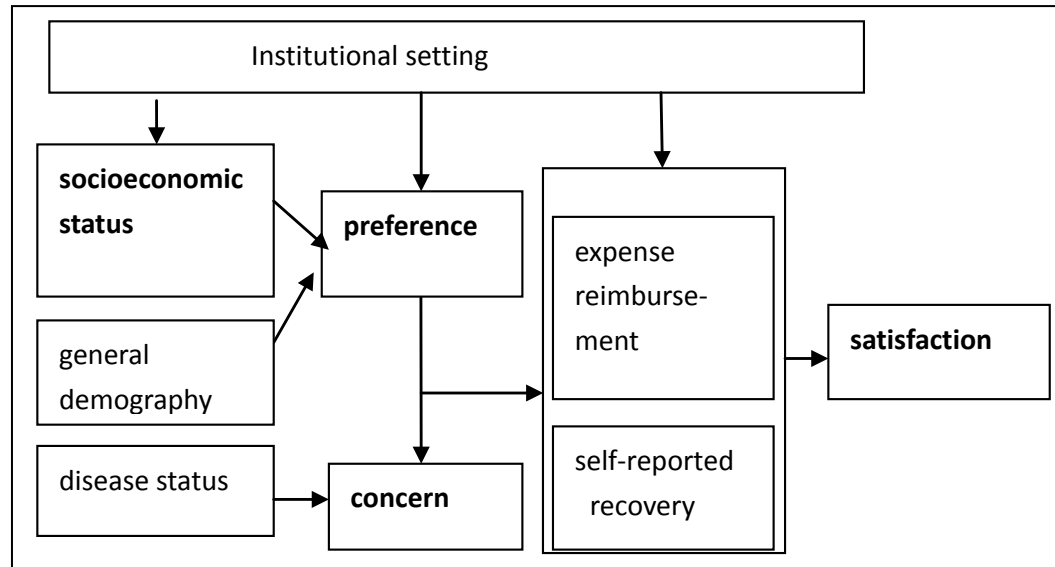 Institutional setting
socioeconomic
status
preference
general
demography
disease status
concern
expense
reimburse-
ment
self-reported
recovery
satisfaction